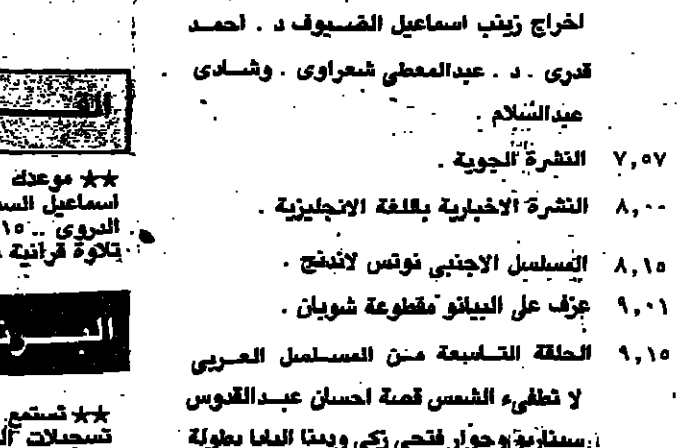 اخراج زينب اسماعيل الضيوف د . احمد
قدرى . د . عبدالمعطى شعراوى . وشادى
عبدالسلام .
٧,٥٧ النشرة الجوية .
٨,٠٠ النشرة الاخبارية باللغة الانجليزية .
٨,١٥ المسلسل الاجنبى نوتس لاندنج .
٩,٠١ عزف على البيانو مقطوعة شوبان .
٩,١٥ الحلقة التاسعة من المسلسل العربى
لا تطفىء الشمس قصة احسان عبدالقدوس
سيناريو وحوار فتحى زكى ودينا البابا بطولة
★★ موعدك
اسماعيل
الدروى .. ١٥
تلاوة قرانية
★★ تستمع
تسجيلات